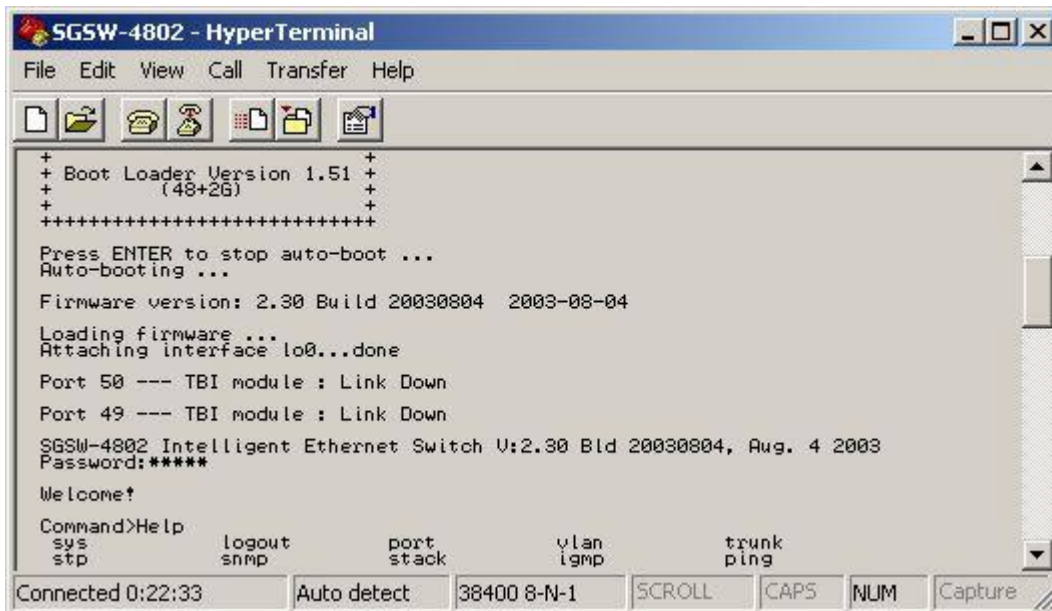 SGSW-4802 - HyperTerminal
File Edit View Call Transfer Help
+ +
+ Boot Loader Version 1.51 +
+ (48+2G) +
+ +
++++++++++++++++++++++++++++
Press ENTER to stop auto-boot ...
Auto-booting ...
Firmware version: 2.30 Build 20030804 2003-08-04
Loading firmware ...
Attaching interface lo0...done
Port 50 --- TBI module : Link Down
Port 49 --- TBI module : Link Down
SGSW-4802 Intelligent Ethernet Switch V:2.30 Bld 20030804, Aug. 4 2003
Password:*****
Welcome!
Command>Help
sys logout port vlan trunk
stp snmp stack igmp ping
Connected 0:22:33 Auto detect 38400 8-N-1 SCROLL CAPS NUM Capture